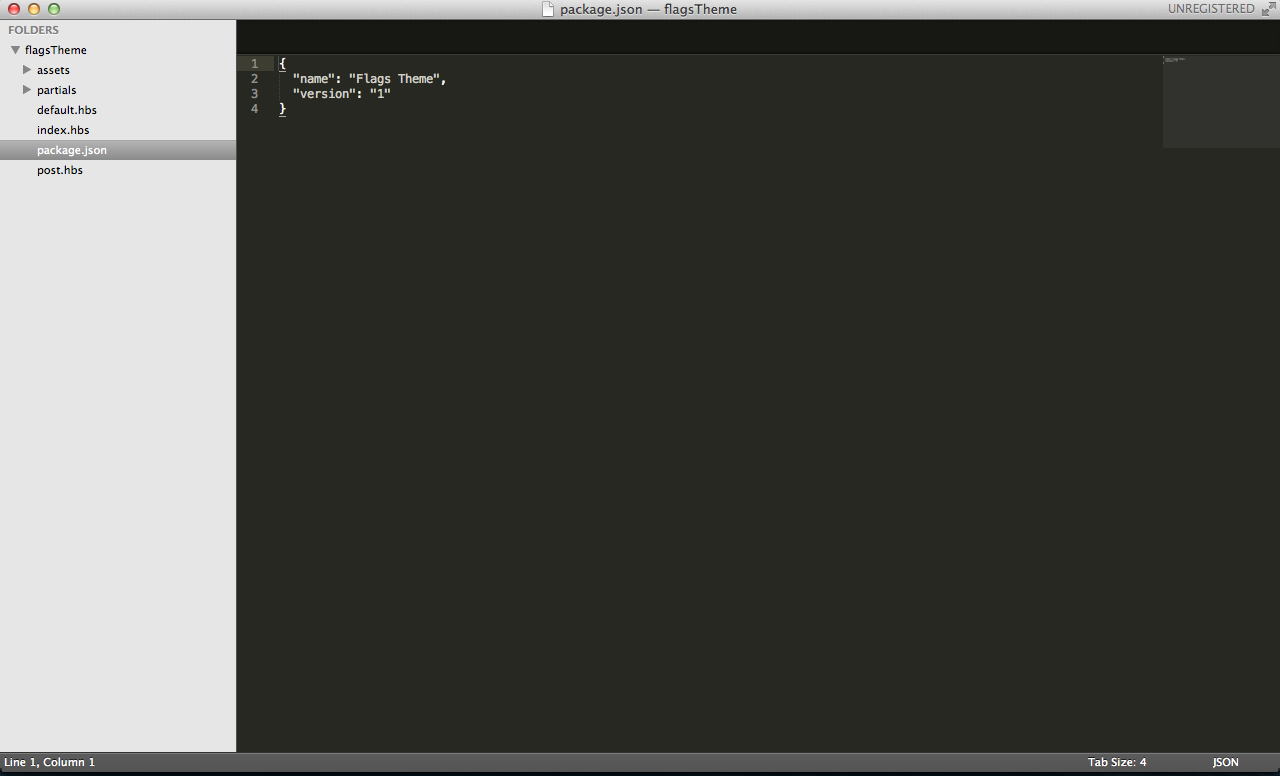 package.json — flagsTheme
UNREGISTERED
FOLDERS
flagsTheme
assets
partials
default.hbs
index.hbs
package.json
post.hbs
1 {
2 "name": "Flags Theme",
3 "version": "1"
4 }
Line 1, Column 1
Tab Size: 4
JSON